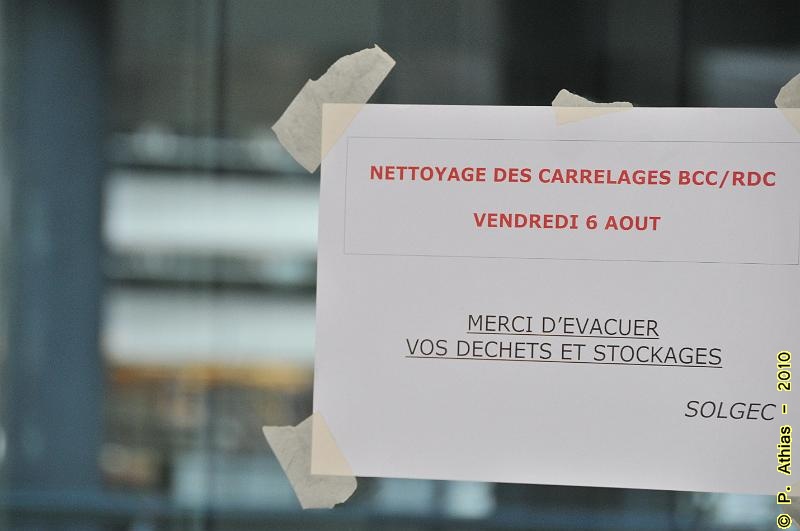 NETTOYAGE DES CARRELAGES BCC/RDC
VENDREDI 6 AOUT
MERCI D'EVACUER
VOS DECHETS ET STOCKAGES
SOLGEC
© P. Athias - 2010